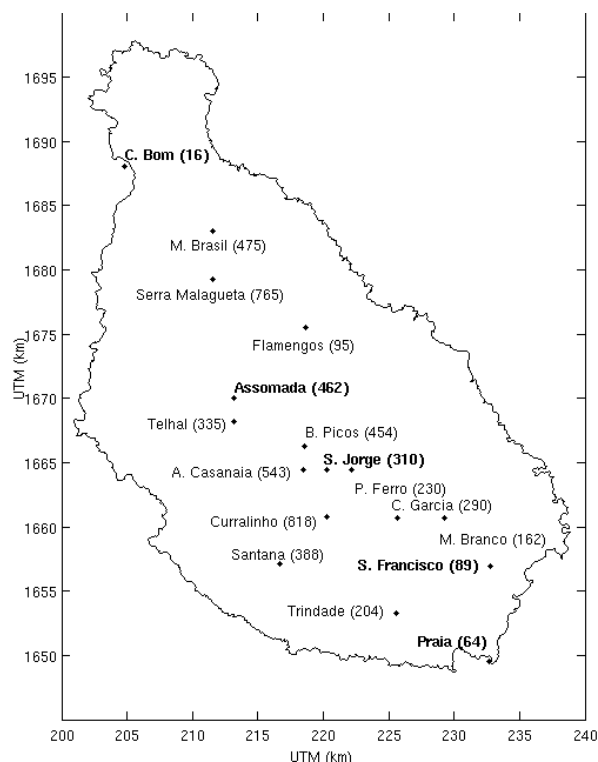 1695
C. Bom (16)
1690
1685
M. Brasil (475)
1680
Serra Malagueta (765)
1675
Flamengos (95)
UTM (km)
Assomada (462)
1670
Telhal (335)
B. Picos (454)
S. Jorge (310)
1665
A. Casanaia (543)
P. Ferro (230)
C. Garcia (290)
Curralinho (818)
1660
M. Branco (162)
Santana (388)
S. Francisco (89)
1655
Trindade (204)
Praia (64)
1650
200 205 210 215 220 225 230 235 240
UTM (km)